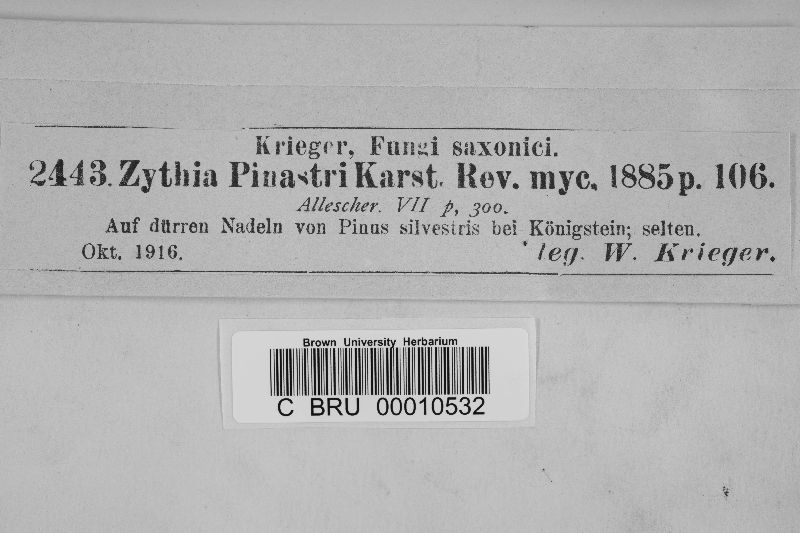 Krieger, Fungi saxonici.
2443. Zythia Pinastri Karst. Rev. myc. 1885 p. 106.
Allescher. VII p, 300.
Auf dürren Nadeln von Pinus silvestris bei Königstein; selten.
Okt. 1916. leg. W. Krieger.
Brown University Herbarium
C BRU 00010532